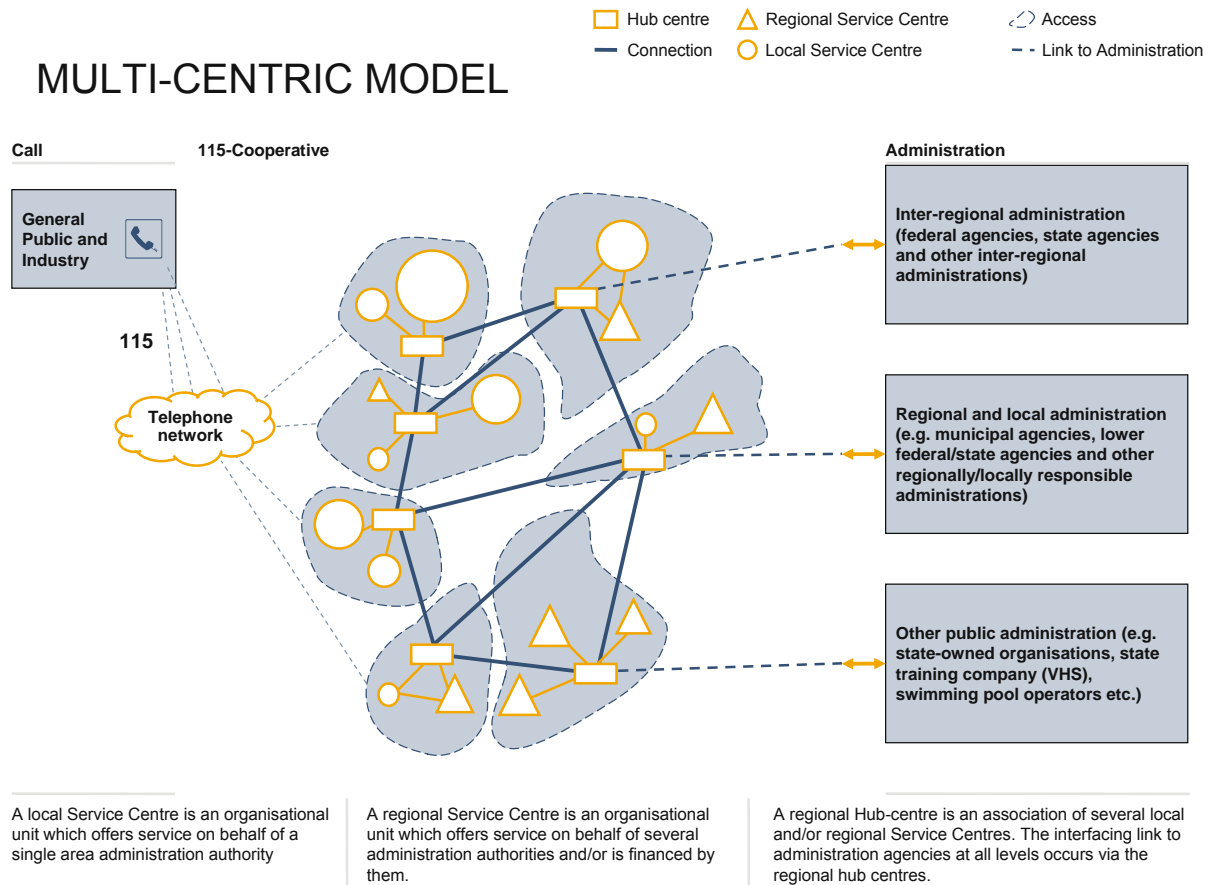 Hub centre
Regional Service Centre
Access
Connection
Local Service Centre
Link to Administration
MULTI-CENTRIC MODEL
Call
115-Cooperative
Administration
General
Public and
Industry
115
Telephone
network
Inter-regional administration
(federal agencies, state agencies
and other inter-regional
administrations)
Regional and local administration
(e.g. municipal agencies, lower
federal/state agencies and other
regionally/locally responsible
administrations)
Other public administration (e.g.
state-owned organisations, state
training company (VHS),
swimming pool operators etc.)
A local Service Centre is an organisational
unit which offers service on behalf of a
single area administration authority
A regional Service Centre is an organisational
unit which offers service on behalf of several
administration authorities and/or is financed by
them.
A regional Hub-centre is an association of several local
and/or regional Service Centres. The interfacing link to
administration agencies at all levels occurs via the
regional hub centres.